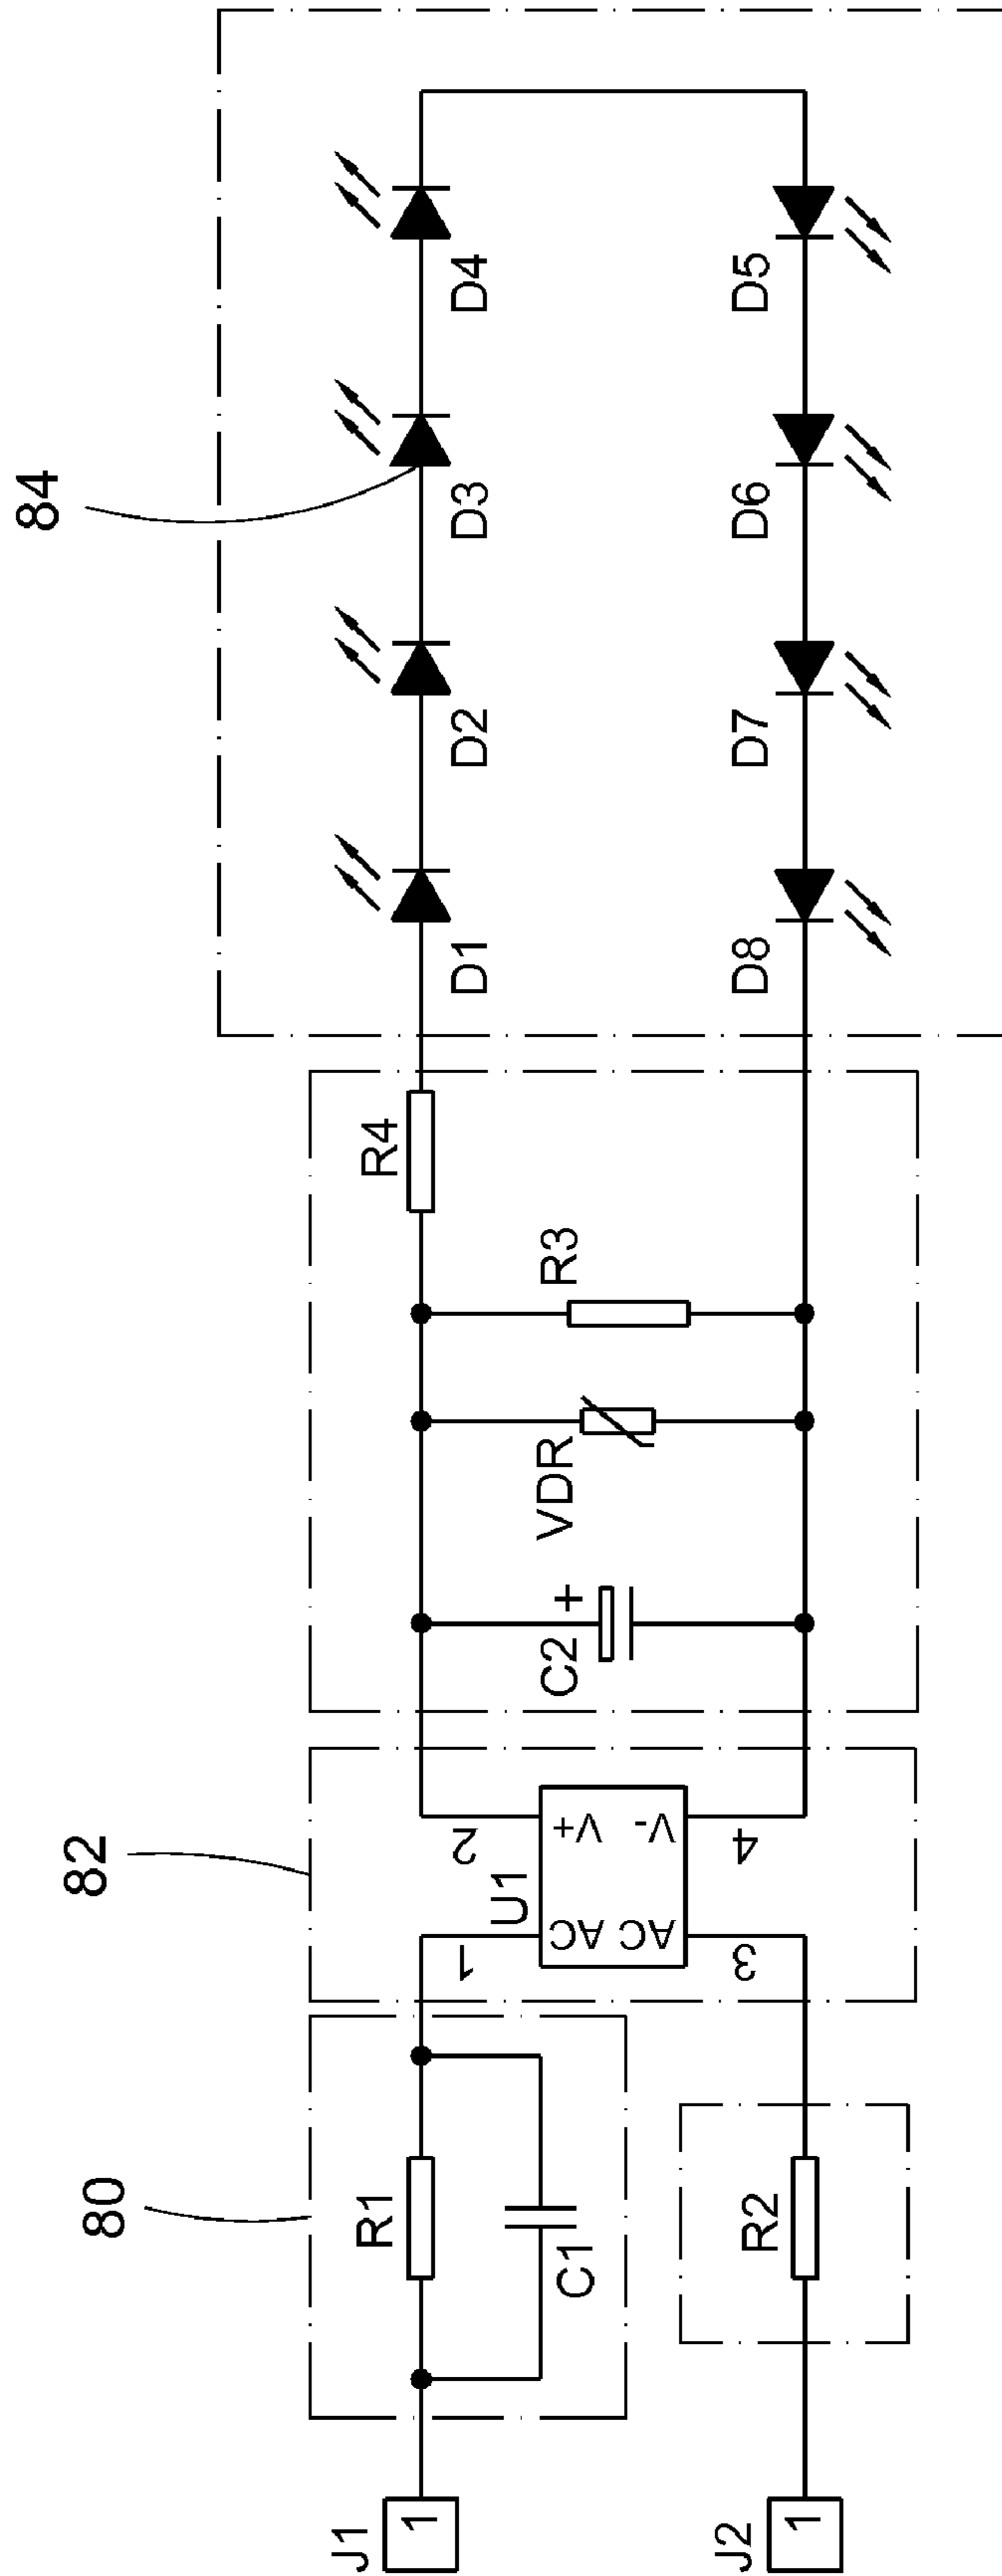 84
D1
D2
D3
D4
D8
D7
D6
D5
82
R4
R3
VDR
C2
+
2
1
U1
V+
V-
AC
AC
4
3
80
R1
C1
R2
J1
1
J2
1